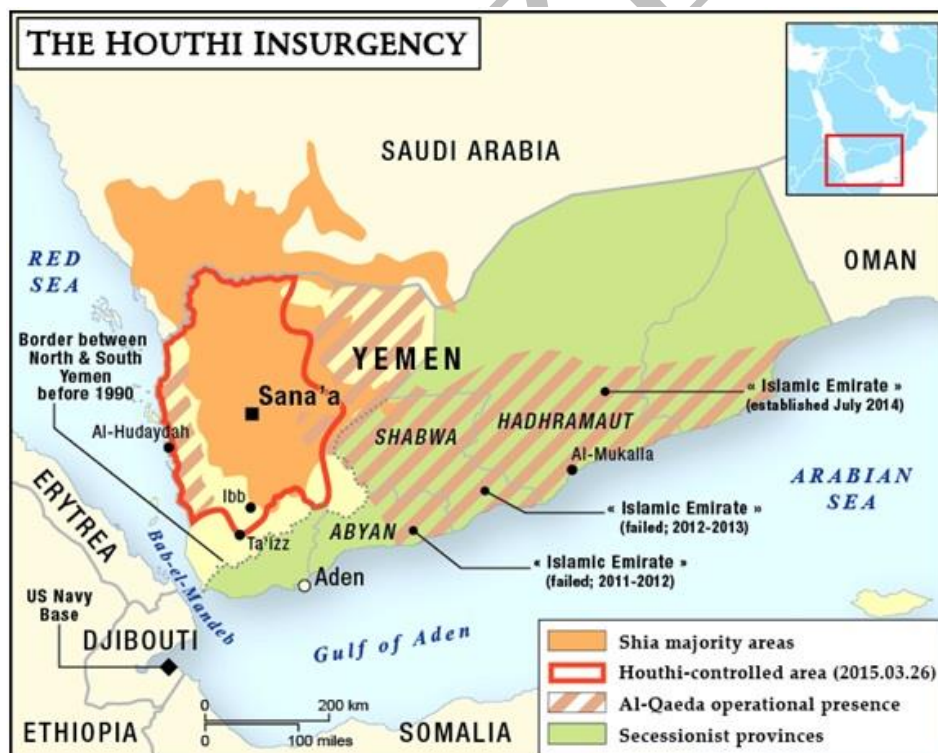 THE HOUTHI INSURGENCY
SAUDI ARABIA
RED
SEA
OMAN
Border between
North & South
Yemen
before 1990
YEMEN
Sana'a
« Islamic Emirate »
(established July 2014)
HADHRAMAUT
SHABWA
Al-Hudaydah
Al-Mukalla
ARABIAN
SEA
ERYTREA
Ibb
« Islamic Emirate »
(failed; 2012-2013)
ABYAN
Ta'izz
Bab-el-Mandeb
« Islamic Emirate »
(failed; 2011-2012)
Aden
US Navy
Base
DJIBOUTI
Gulf of Aden
Shia majority areas
Houthi-controlled area (2015.03.26)
Al-Qaeda operational presence
Secessionist provinces
0 200 km
0 100 miles
ETHIOPIA
SOMALIA